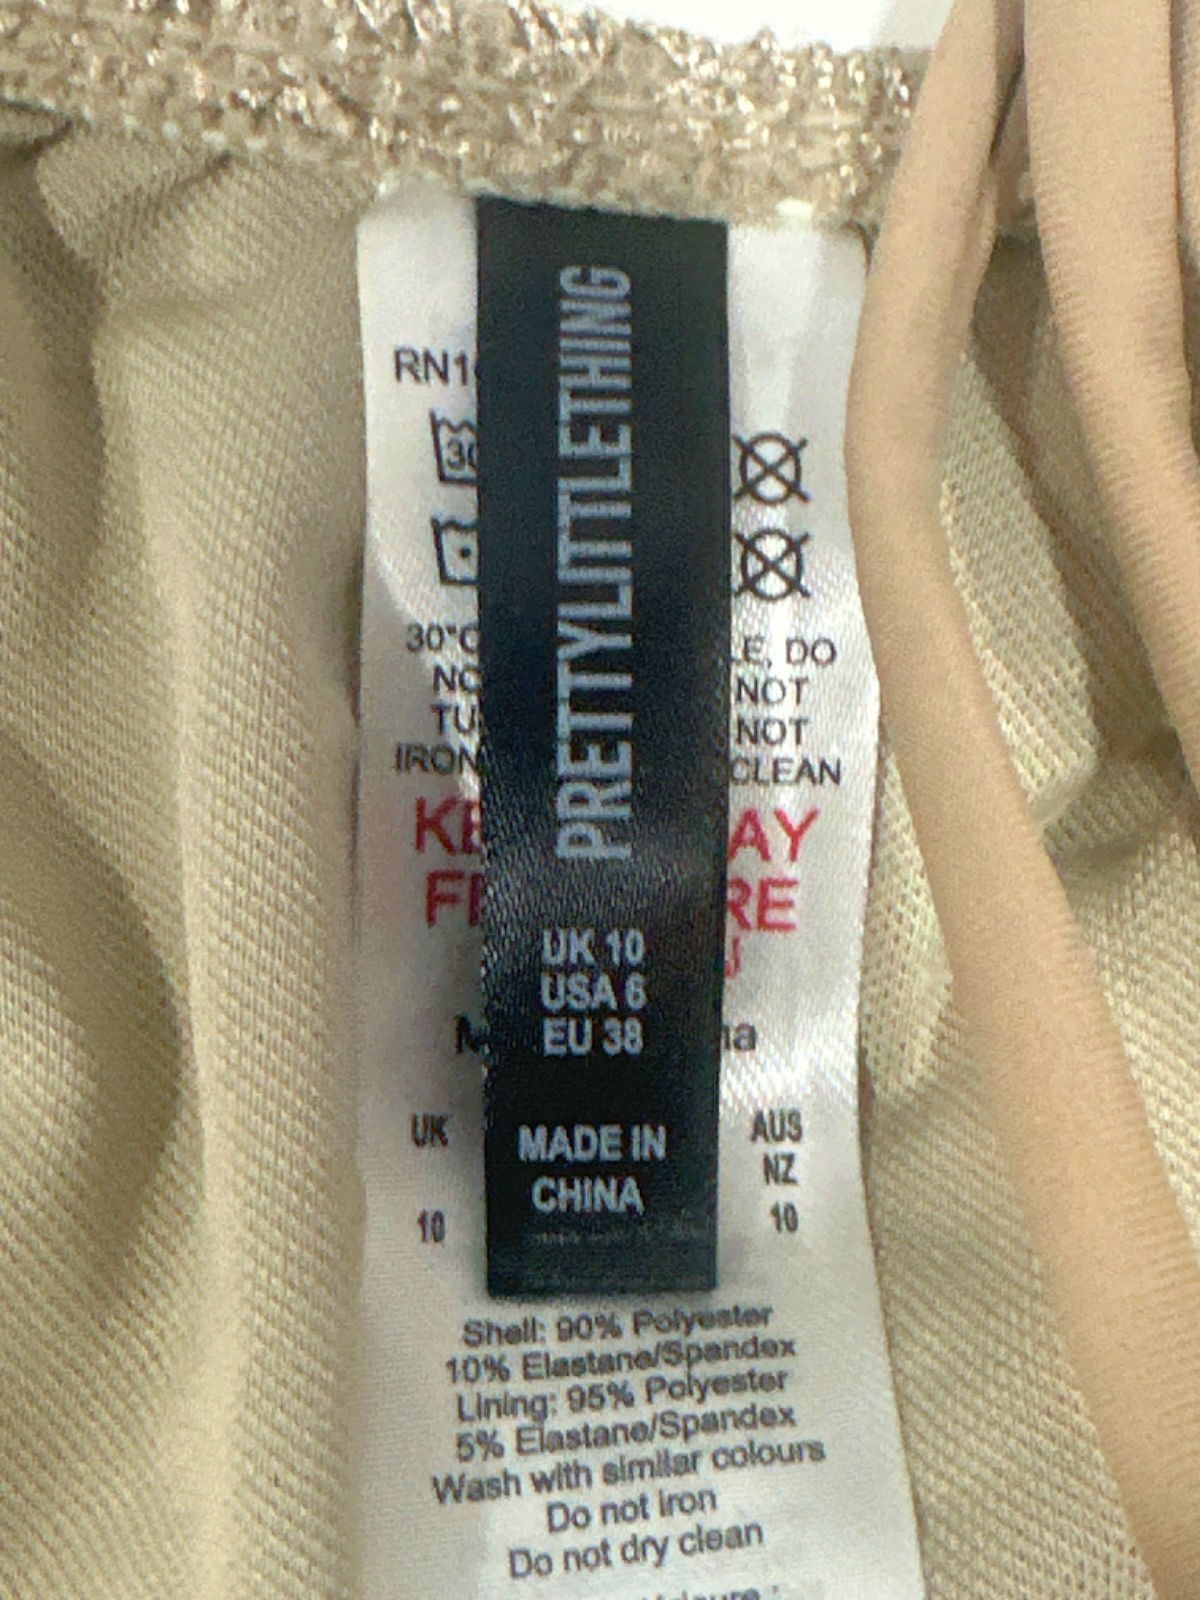 PRETTYLITTLETHING
UK 10
USA 6
EU 38
MADE IN
CHINA
RN1
30
30°C
E, DO
NO
NOT
TU
NOT
IRON
CLEAN
KE
AY
FI
RE
M
na
UK
AUS
NZ
10
10
Shell: 90% Polyester
10% Elastane/Spandex
Lining: 95% Polyester
5% Elastane/Spandex
Wash with similar colours
Do not iron
Do not dry clean